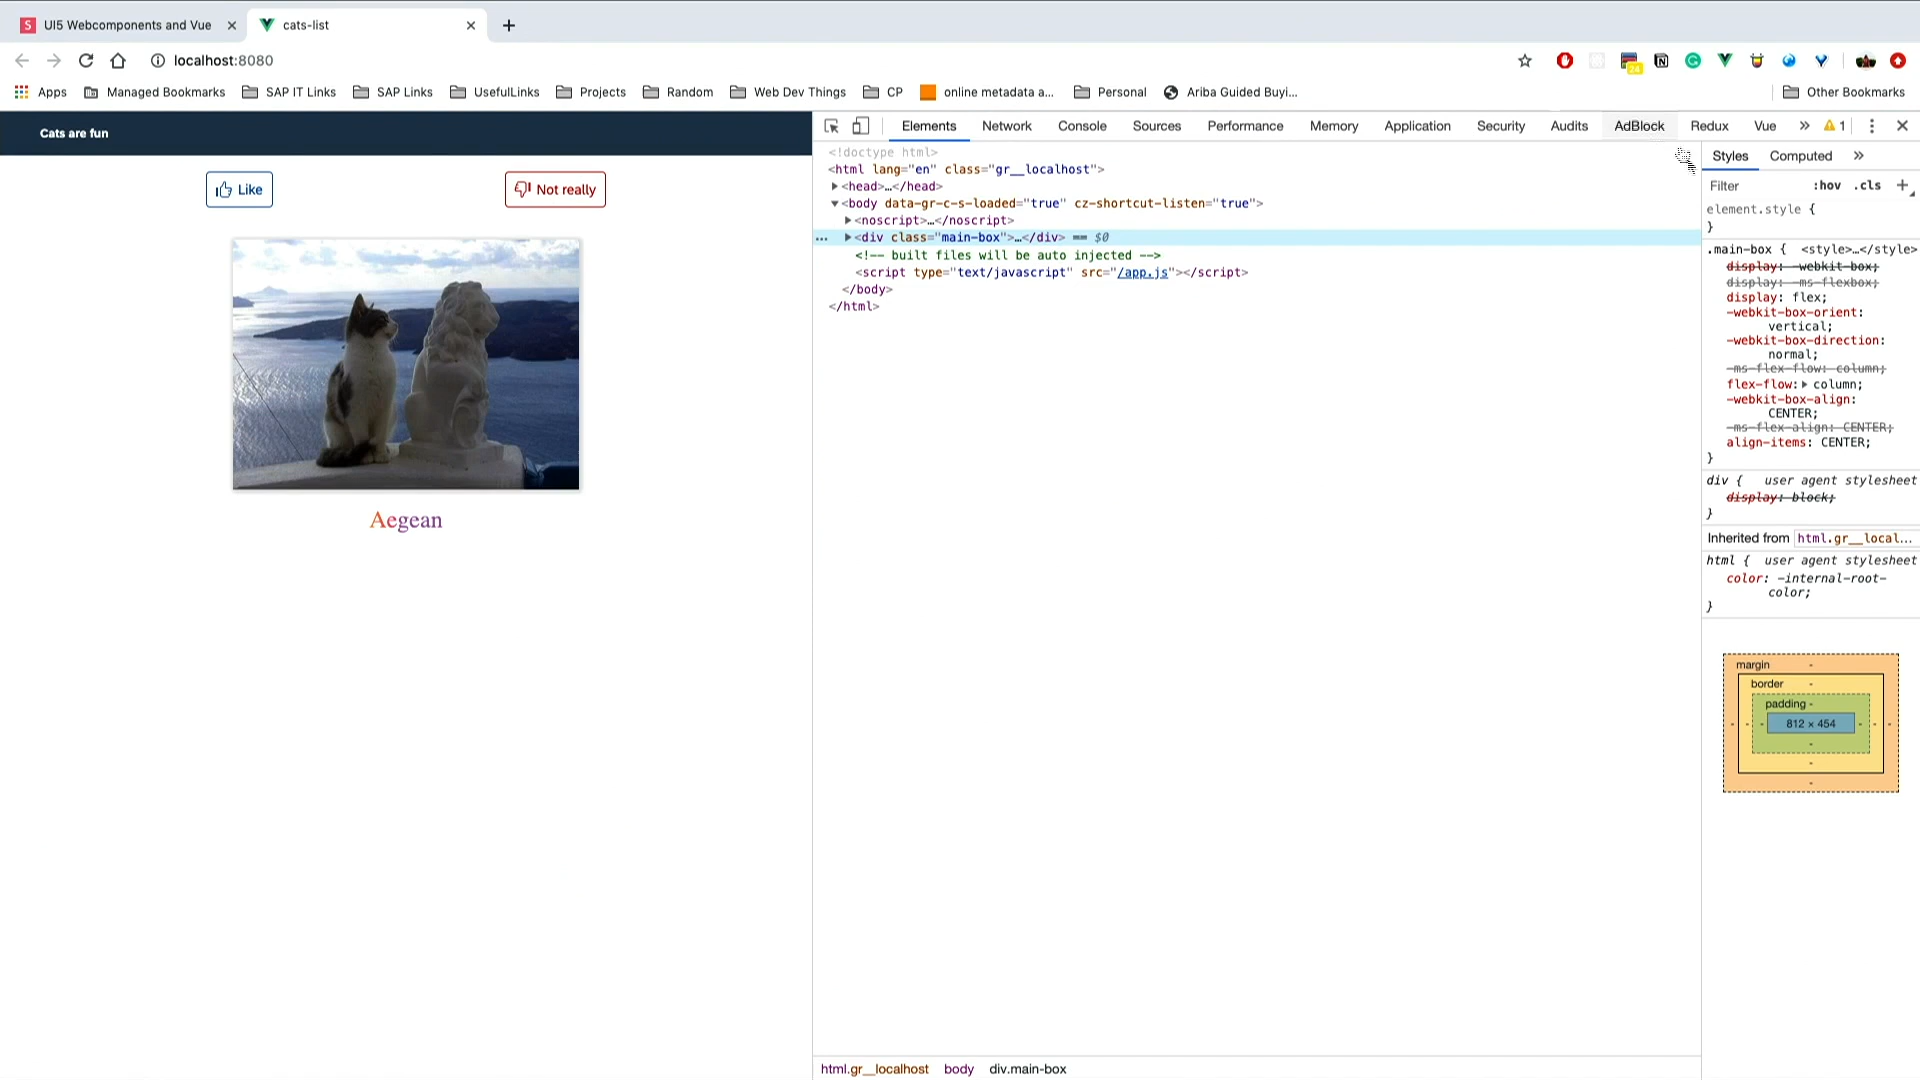 UI5 Webcomponents and Vue
cats-list
localhost:8080
Apps Managed Bookmarks SAP IT Links SAP Links UsefulLinks Projects Random Web Dev Things CP online metadata a... Personal Ariba Guided Buyi... Other Bookmarks
Cats are fun
Like
Not really
Aegean
Elements Network Console Sources Performance Memory Application Security Audits AdBlock Redux Vue » 1
<!doctype html>
<html lang="en" class="gr__localhost">
<head>…</head>
<body data-gr-c-s-loaded="true" cz-shortcut-listen="true">
<noscript>…</noscript>
... <div class="main-box">…</div> == $0
<!-- built files will be auto injected -->
<script type="text/javascript" src="/app.js"></script>
</body>
</html>
html.gr__localhost body div.main-box
Styles Computed »
Filter :hov .cls +
element.style {
}
.main-box { <style>…</style>
display: -webkit-box;
display: -ms-flexbox;
display: flex;
-webkit-box-orient:
vertical;
-webkit-box-direction:
normal;
-ms-flex-flow: column;
flex-flow: column;
-webkit-box-align:
CENTER;
-ms-flex-align: CENTER;
align-items: CENTER;
}
div { user agent stylesheet
display: block;
}
Inherited from html.gr__local...
html { user agent stylesheet
color: -internal-root-
color;
}
margin -
border -
padding -
- - - 812 × 454 - - -
-
-
-